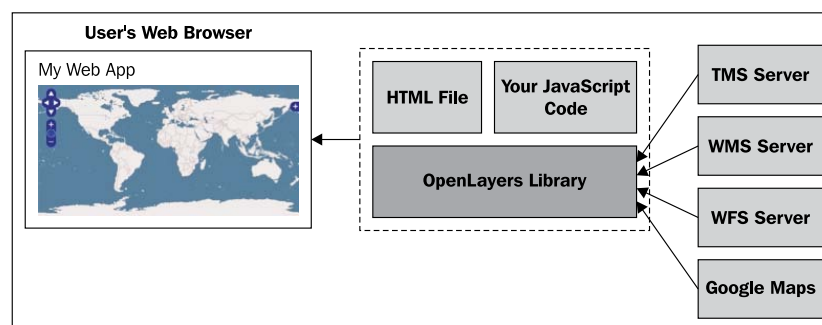 User's Web Browser
My Web App
HTML File
Your JavaScript
Code
OpenLayers Library
TMS Server
WMS Server
WFS Server
Google Maps